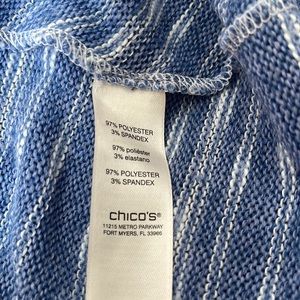 97% POLYESTER
3% SPANDEX
97% poliéster
3% elastano
97% POLYESTER
3% SPANDEX
chico's®
11215 METRO PARKWAY
FORT MYERS, FL 33966